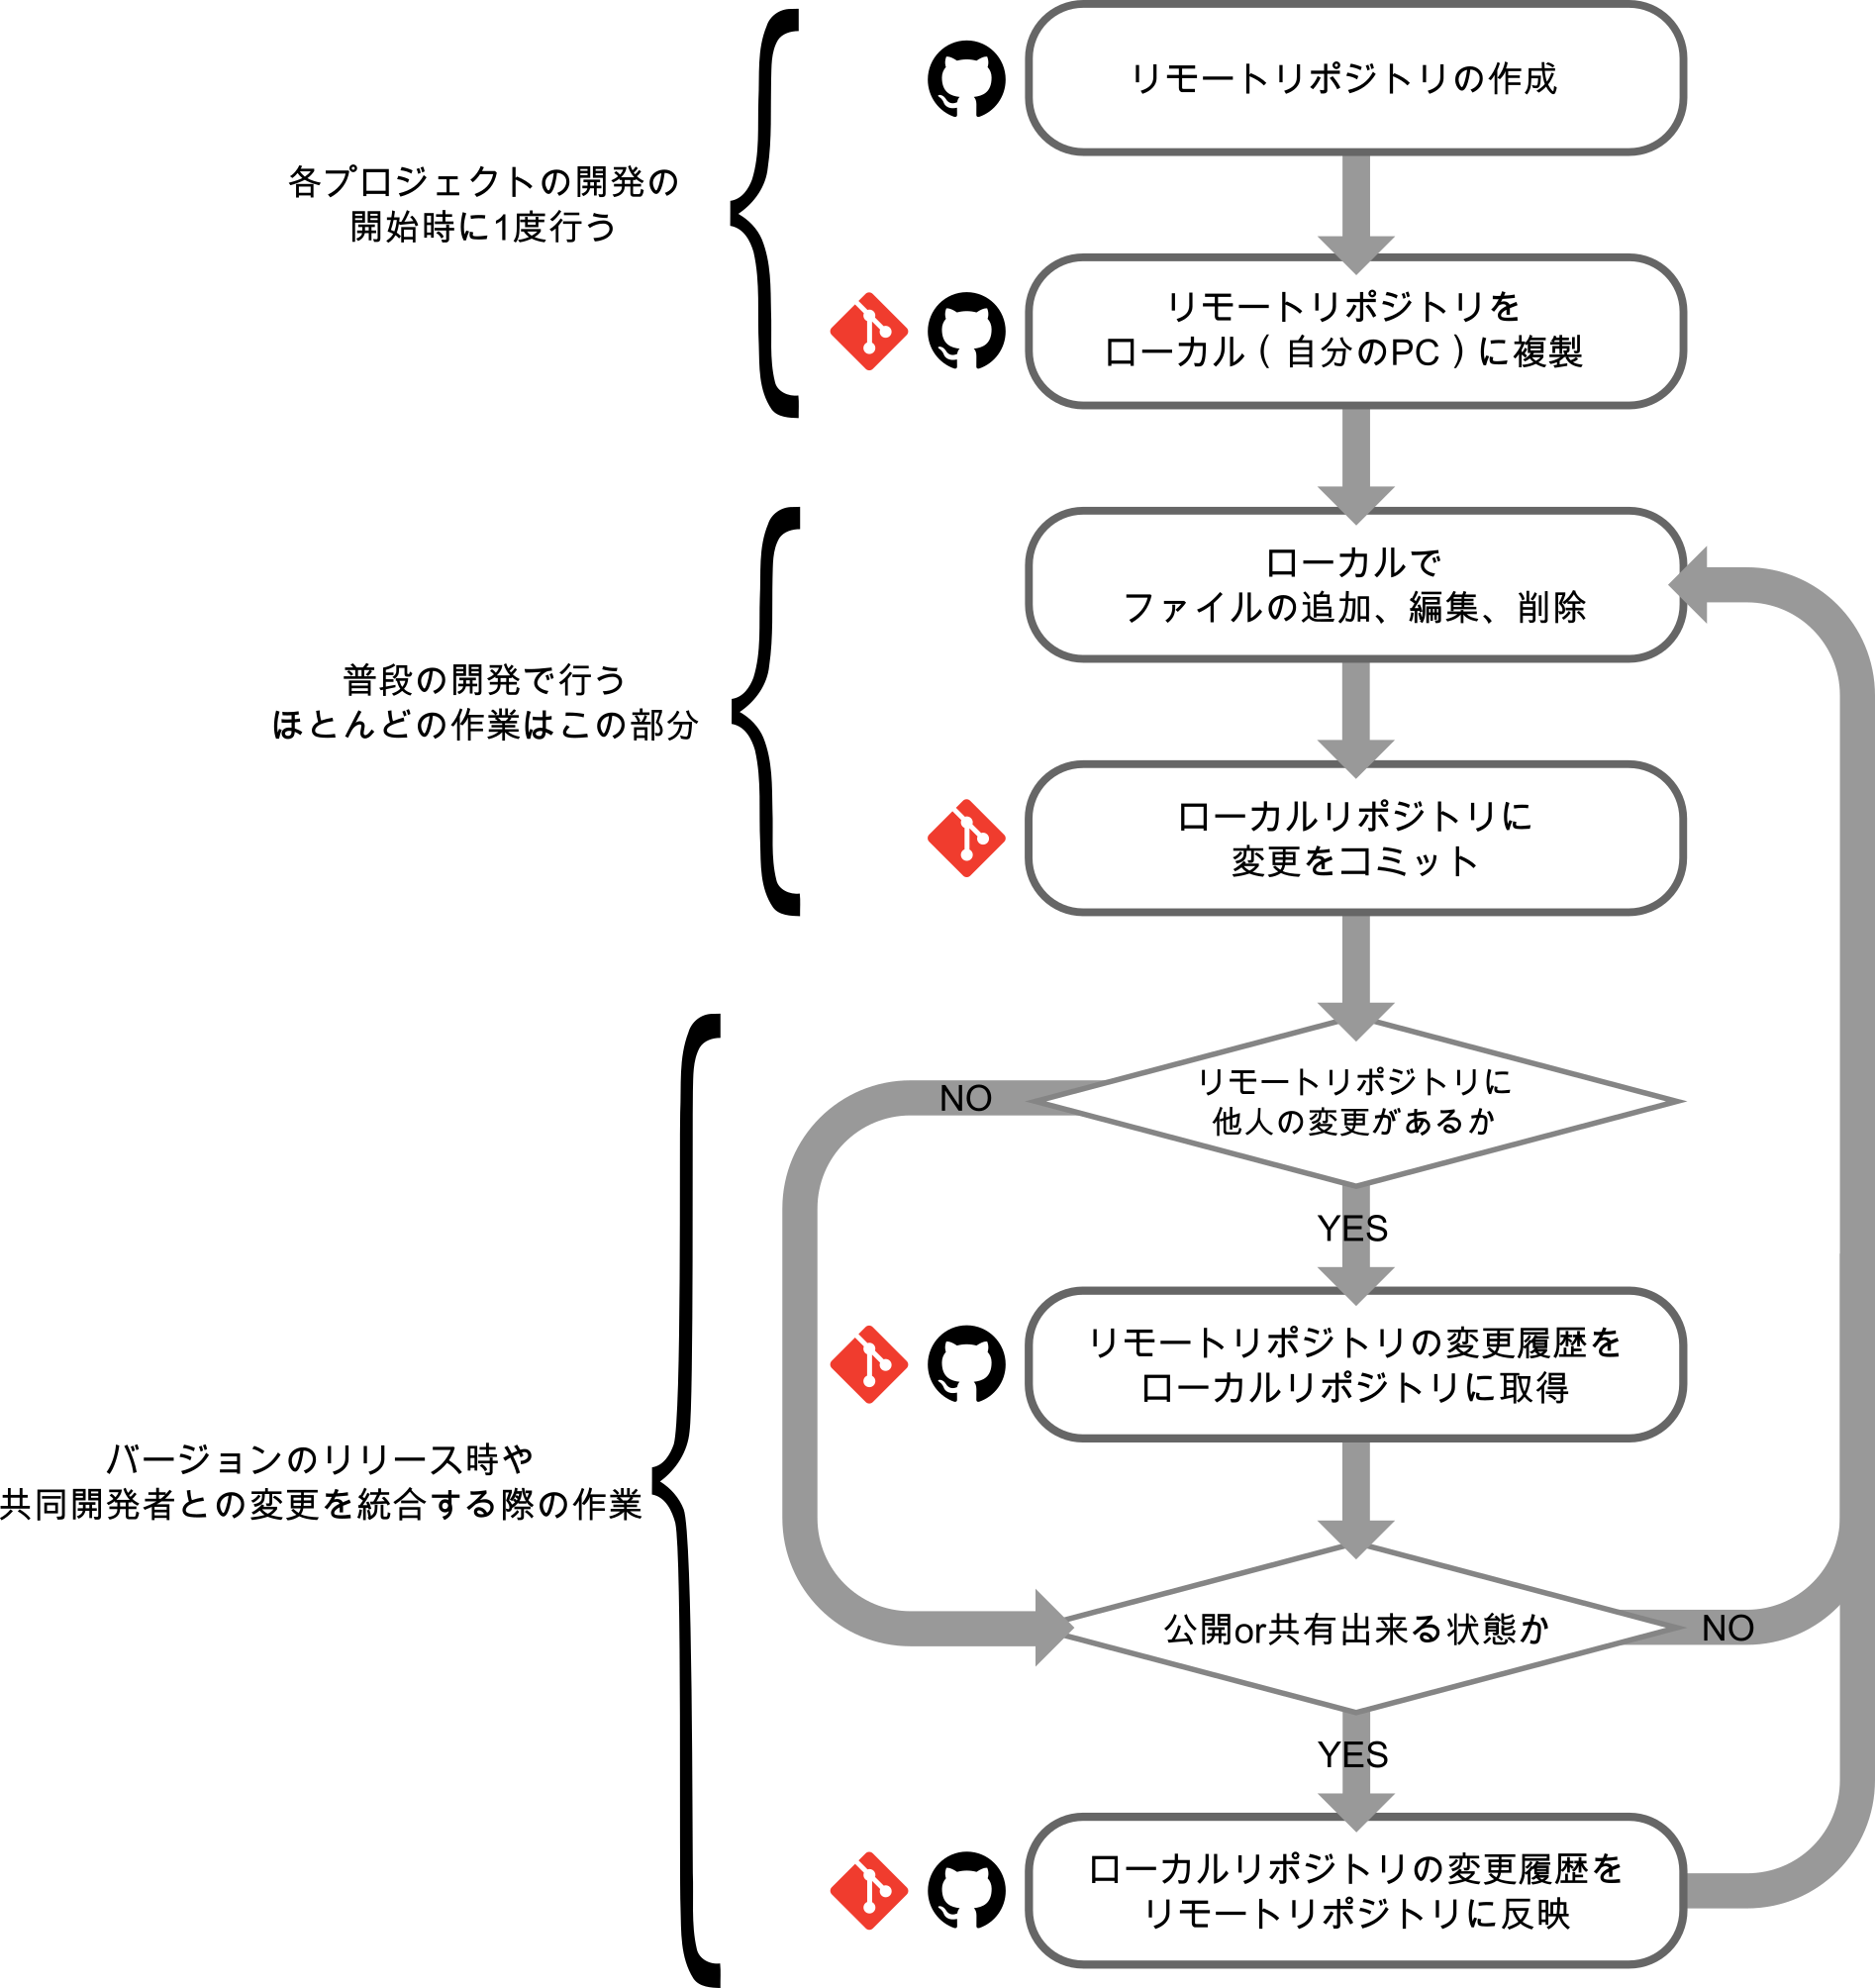 リモートリポジトリの作成
各プロジェクトの開発の
開始時に1度行う
リモートリポジトリを
ローカル（ 自分のPC ）に複製
ローカルで
ファイルの追加、編集、削除
普段の開発で行う
ほとんどの作業はこの部分
ローカルリポジトリに
変更をコミット
リモートリポジトリに
他人の変更があるか
NO
YES
リモートリポジトリの変更履歴を
ローカルリポジトリに取得
バージョンのリリース時や
共同開発者との変更を統合する際の作業
公開or共有出来る状態か
NO
YES
ローカルリポジトリの変更履歴を
リモートリポジトリに反映